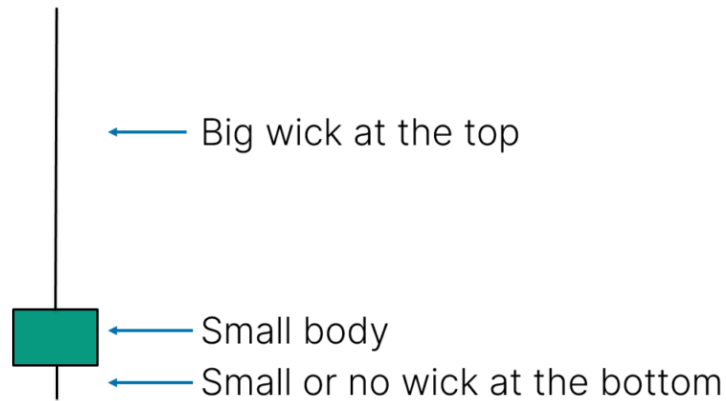 Big wick at the top
Small body
Small or no wick at the bottom